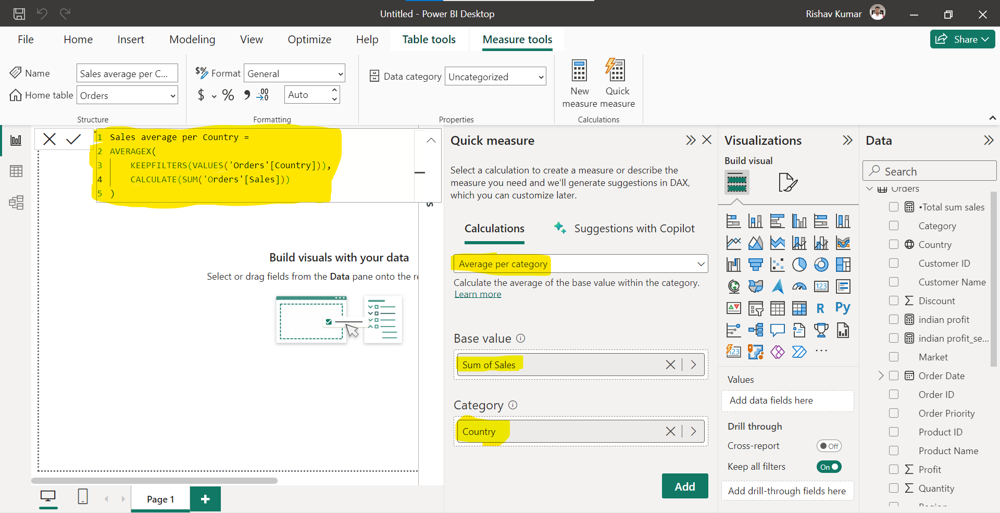 Untitled - Power BI Desktop
Rishav Kumar
File
Home
Insert
Modeling
View
Optimize
Help
Table tools
Measure tools
Share
Name
Sales average per C...
Home table
Orders
Structure
$% Format
General
$
%
,
.00
→.0
Auto
Formatting
Data category
Uncategorized
Properties
New measure
Quick measure
Calculations
1 Sales average per Country =
2 AVERAGEX(
3 KEEPFILTERS(VALUES('Orders'[Country])),
4 CALCULATE(SUM('Orders'[Sales]))
5 )
Build visuals with your data
Select or drag fields from the Data pane onto the re
Page 1
+
Quick measure
Select a calculation to create a measure or describe the
measure you need and we'll generate suggestions in DAX,
which you can customize later.
Calculations
Suggestions with Copilot
Average per category
Calculate the average of the base value within the category.
Learn more
Base value
Sum of Sales
Category
Country
Add
Visualizations
Build visual
123
R
Py
123
...
Values
Add data fields here
Drill through
Cross-report
Off
Keep all filters
On
Add drill-through fields here
Data
Search
Orders
•Total sum sales
Category
Country
Customer ID
Customer Name
Discount
indian profit
indian profit_se...
Market
Order Date
Order ID
Order Priority
Product ID
Product Name
Profit
Quantity
Region